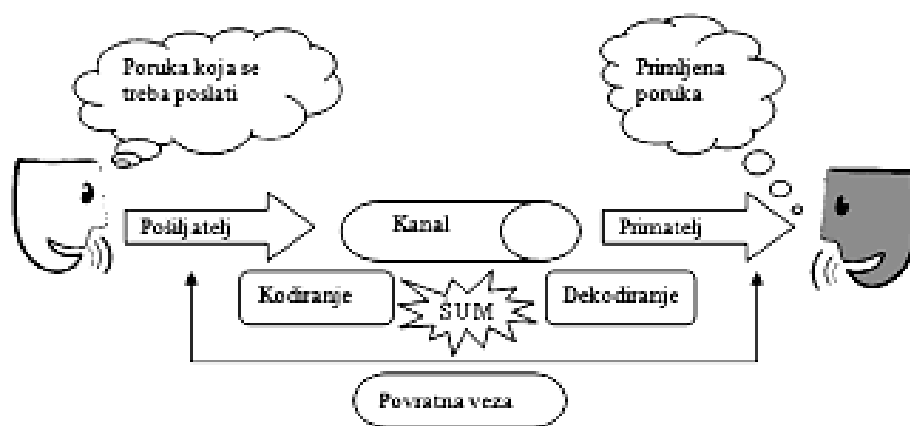 Poruka koja se
treba poslati
Primljena
poruka
Pošiljatelj
Kanal
Primatelj
Kodiranje
ŠUM
Dekodiranje
Povratna veza